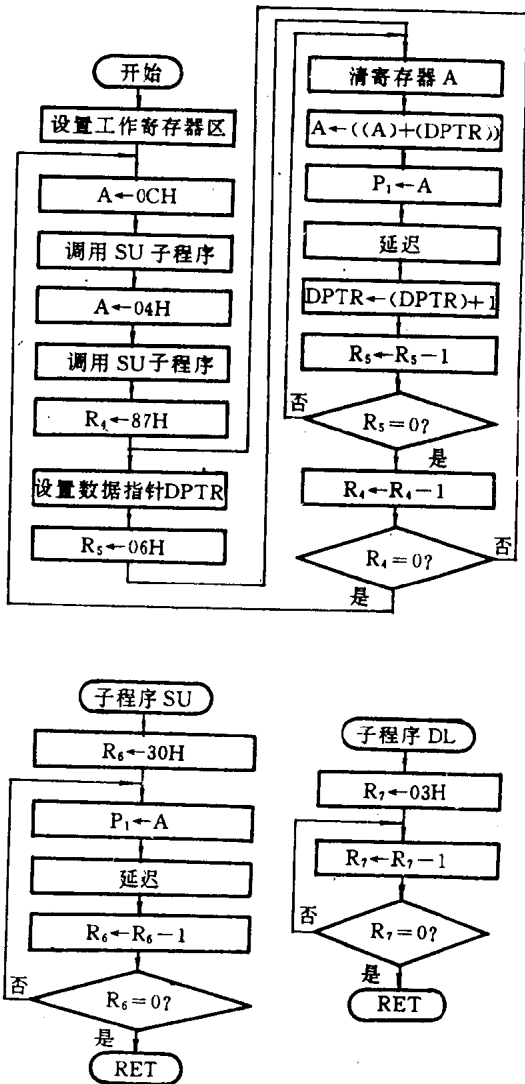 开始
设置工作寄存器区
A←0CH
调用 SU 子程序
A←04H
调用 SU 子程序
R₄←87H
设置数据指针DPTR
R₅←06H
清寄存器 A
A←((A)+(DPTR))
P₁←A
延迟
DPTR←(DPTR)+1
R₅←R₅-1
否
R₅=0?
是
R₄←R₄-1
否
R₄=0?
是
子程序 SU
R₆←30H
P₁←A
延迟
R₆←R₆-1
否
R₆=0?
是
RET
子程序 DL
R₇←03H
R₇←R₇-1
否
R₇=0?
是
RET